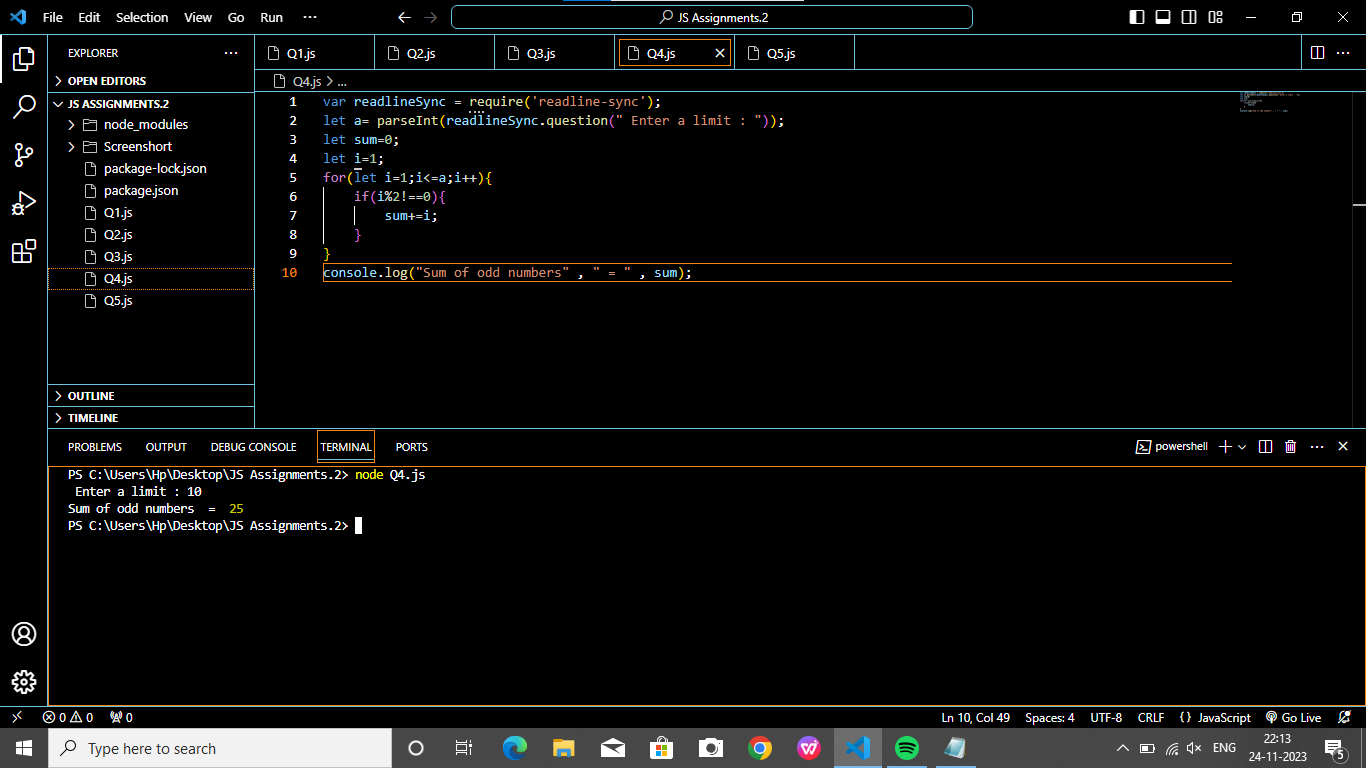 File Edit Selection View Go Run ··· JS Assignments.2
EXPLORER ···
OPEN EDITORS
JS ASSIGNMENTS.2
node_modules
Screenshort
package-lock.json
package.json
Q1.js
Q2.js
Q3.js
Q4.js
Q5.js
OUTLINE
TIMELINE
Q1.js Q2.js Q3.js Q4.js Q5.js
Q4.js > ...
1 var readlineSync = require('readline-sync');
2 let a= parseInt(readlineSync.question(" Enter a limit : "));
3 let sum=0;
4 let i=1;
5 for(let i=1;i<=a;i++){
6 if(i%2!==0){
7 sum+=i;
8 }
9 }
10 console.log("Sum of odd numbers" , " = " , sum);
PROBLEMS OUTPUT DEBUG CONSOLE TERMINAL PORTS powershell
PS C:\Users\Hp\Desktop\JS Assignments.2> node Q4.js
Enter a limit : 10
Sum of odd numbers  =  25
PS C:\Users\Hp\Desktop\JS Assignments.2>
0 0 0 Ln 10, Col 49 Spaces: 4 UTF-8 CRLF {} JavaScript Go Live
Type here to search ENG 22:13
24-11-2023 5